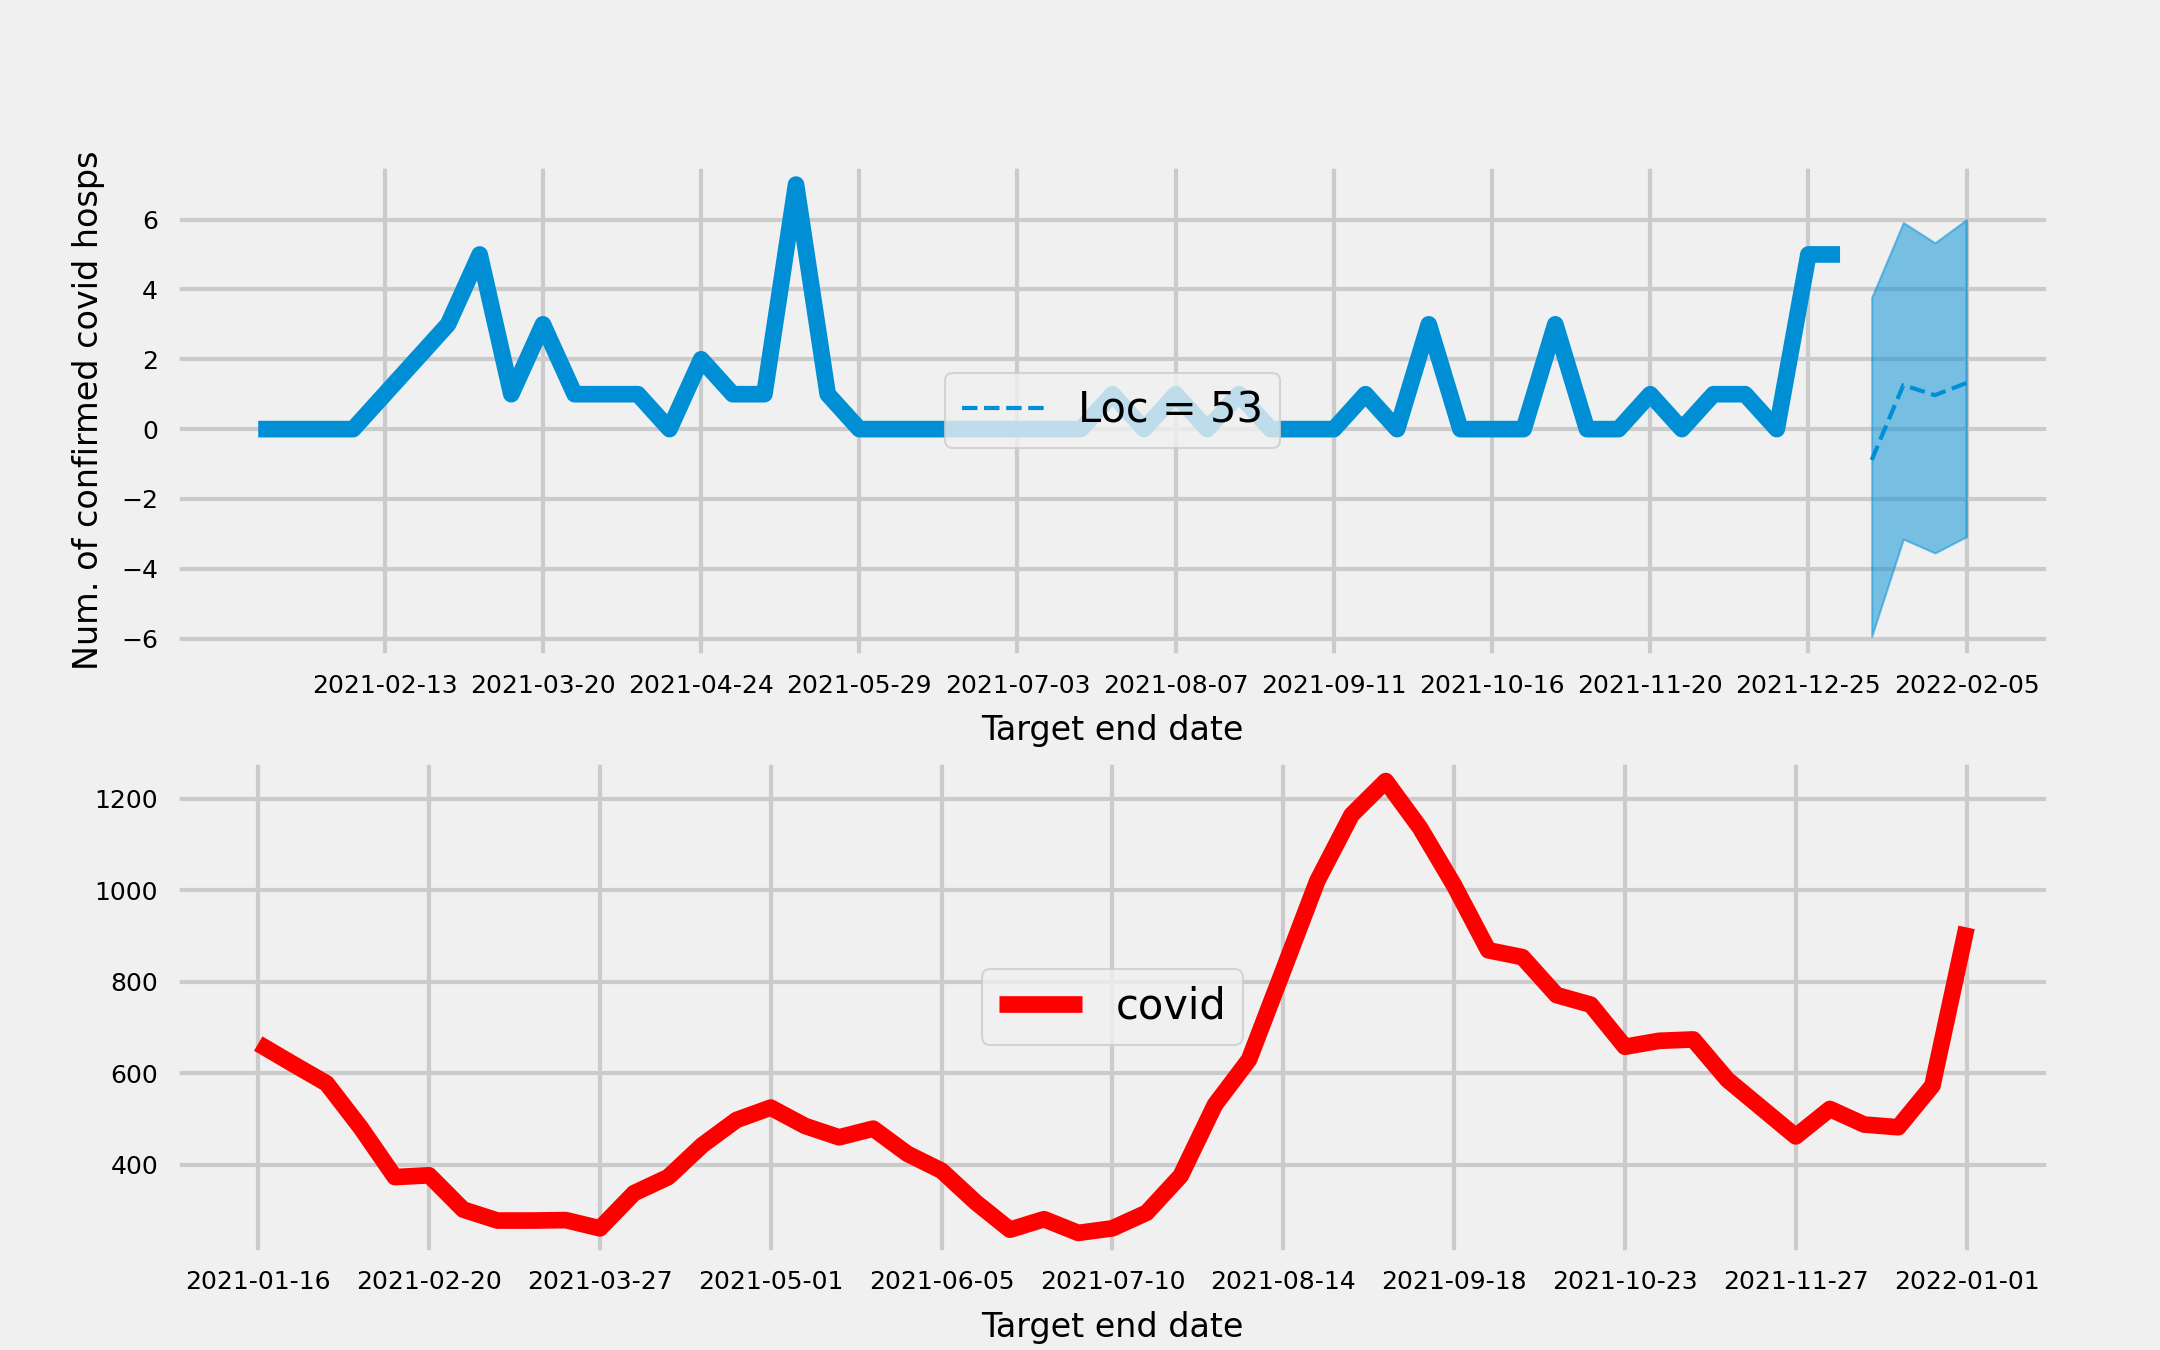 Num. of confirmed covid hosps
6
4
2
0
−2
−4
−6
Loc = 53
2021-02-13 2021-03-20 2021-04-24 2021-05-29 2021-07-03 2021-08-07 2021-09-11 2021-10-16 2021-11-20 2021-12-25 2022-02-05
Target end date
1200
1000
800
600
400
covid
2021-01-16 2021-02-20 2021-03-27 2021-05-01 2021-06-05 2021-07-10 2021-08-14 2021-09-18 2021-10-23 2021-11-27 2022-01-01
Target end date